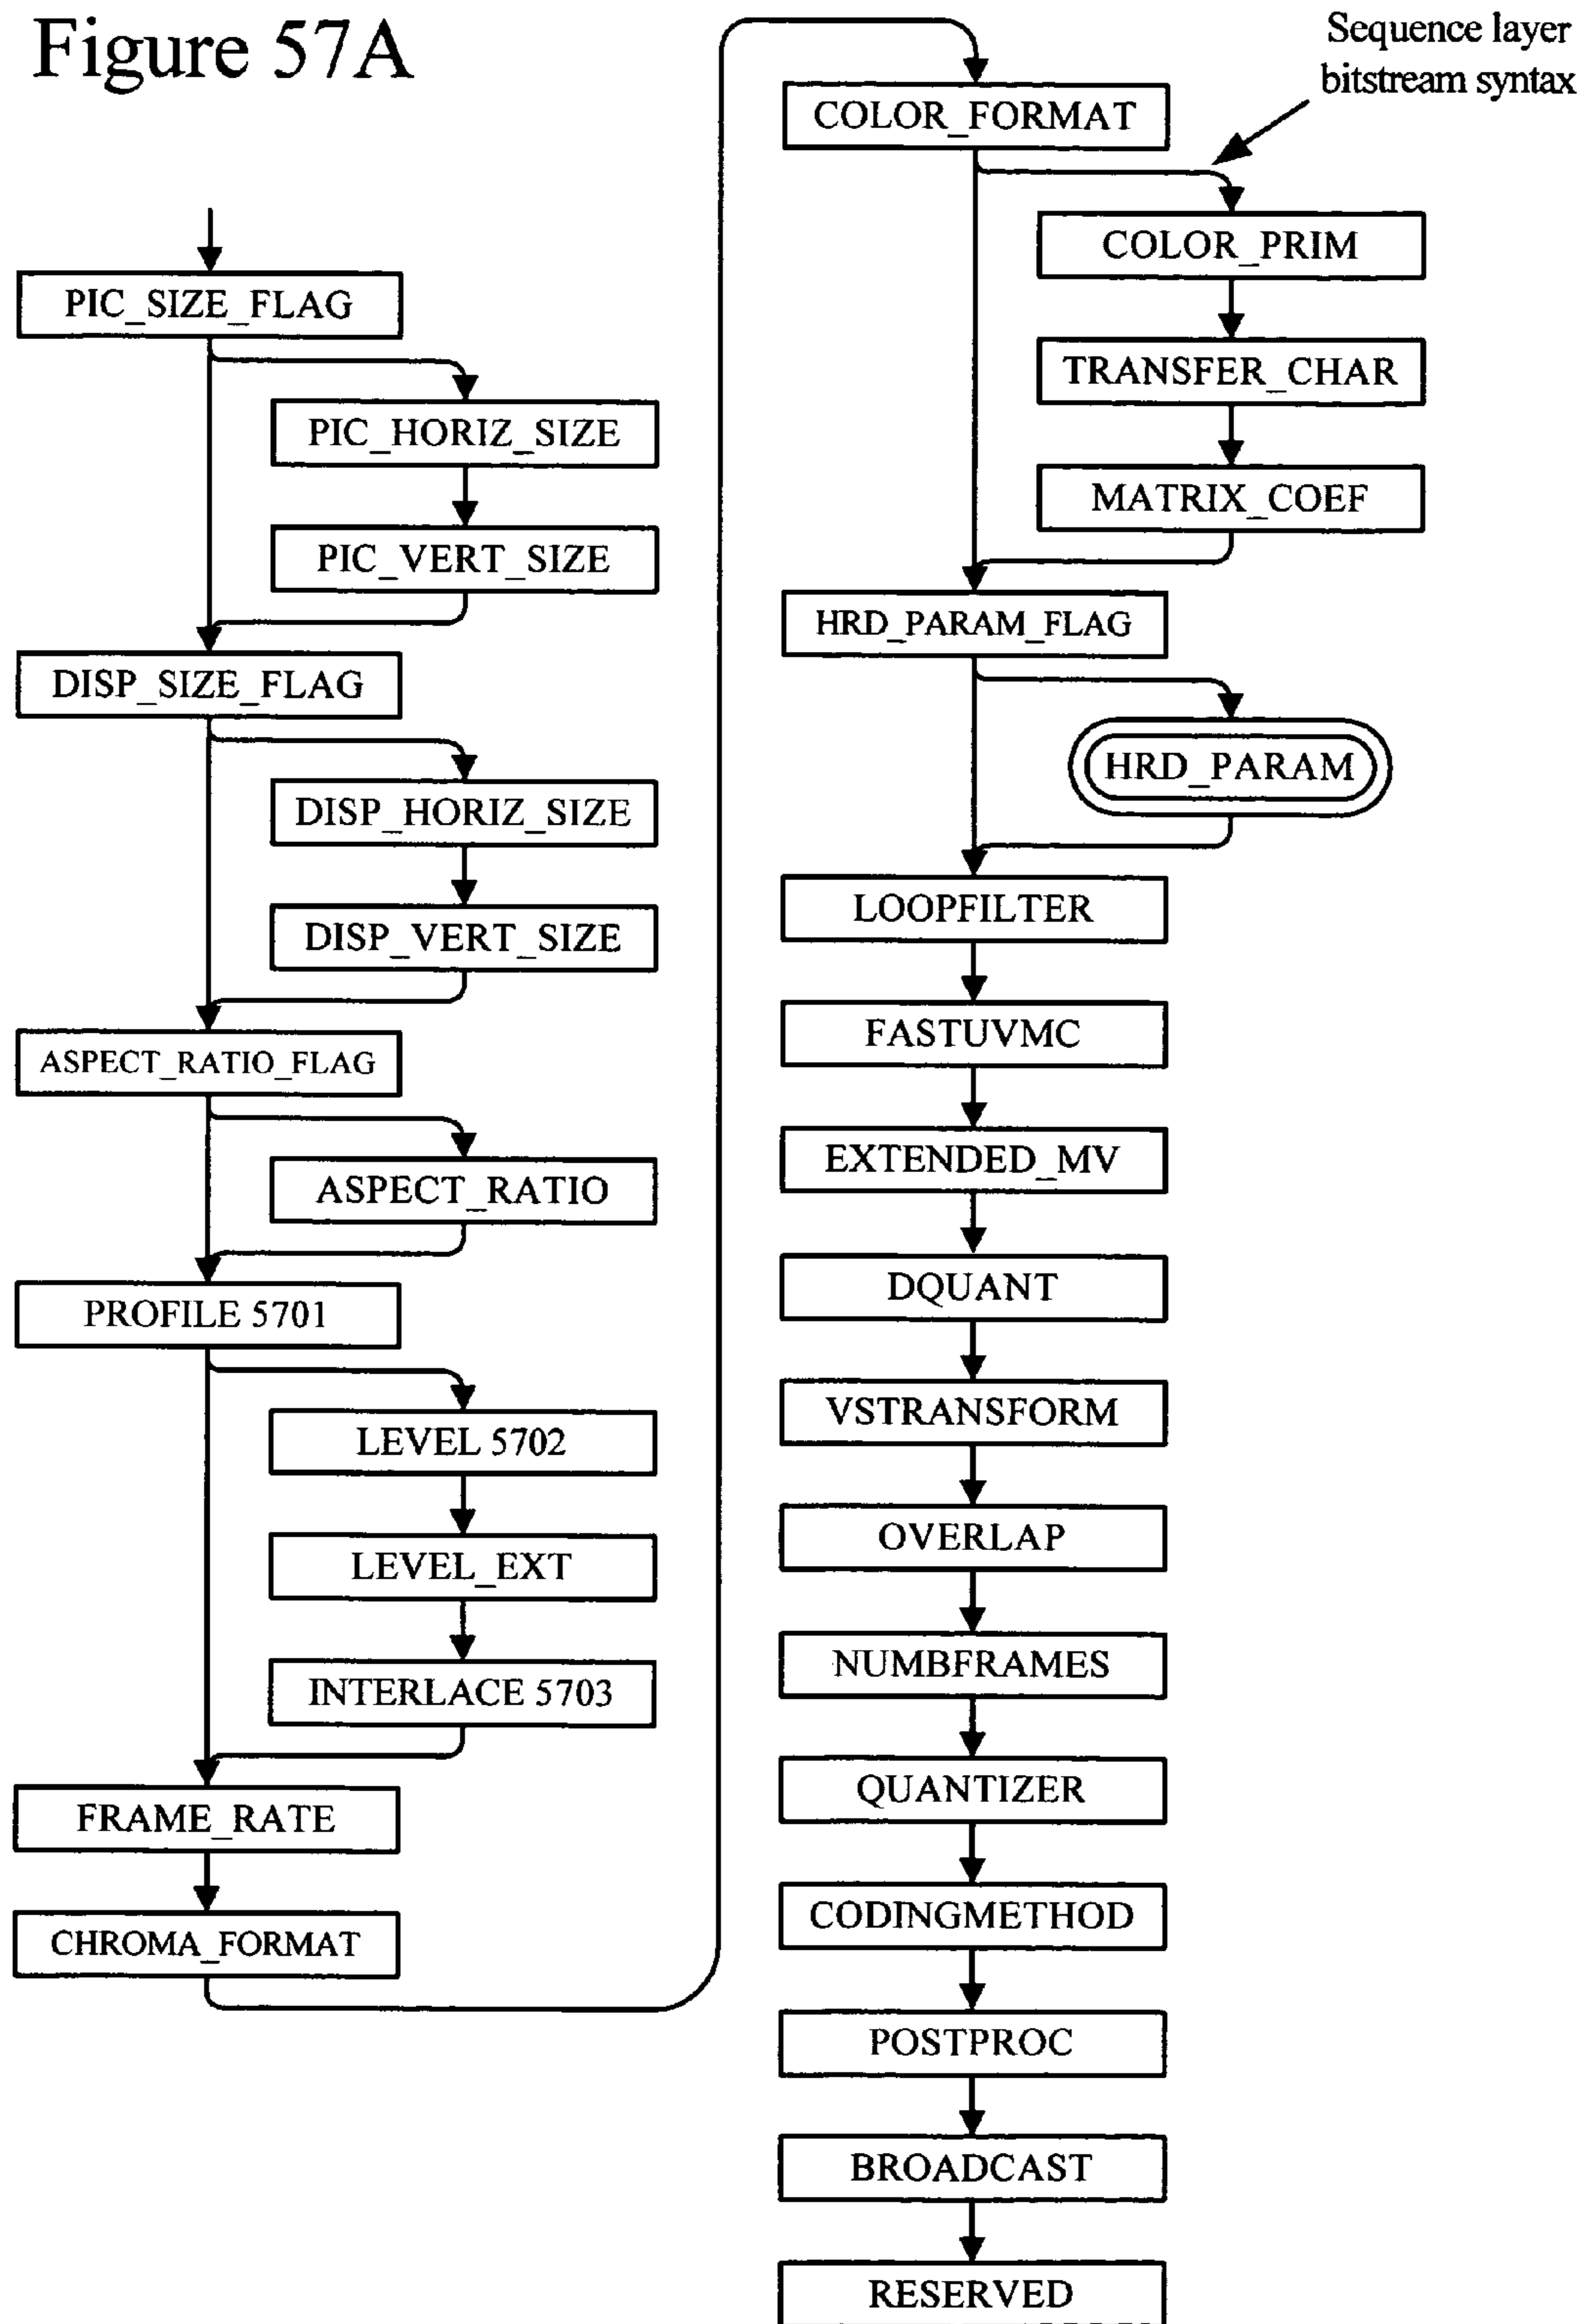 Figure 57A
PIC_SIZE_FLAG
PIC_HORIZ_SIZE
PIC_VERT_SIZE
DISP_SIZE_FLAG
DISP_HORIZ_SIZE
DISP_VERT_SIZE
ASPECT_RATIO_FLAG
ASPECT_RATIO
PROFILE 5701
LEVEL 5702
LEVEL_EXT
INTERLACE 5703
FRAME_RATE
CHROMA_FORMAT
Sequence layer
bitstream syntax
COLOR_FORMAT
COLOR_PRIM
TRANSFER_CHAR
MATRIX_COEF
HRD_PARAM_FLAG
HRD_PARAM
LOOPFILTER
FASTUVMC
EXTENDED_MV
DQUANT
VSTRANSFORM
OVERLAP
NUMBFRAMES
QUANTIZER
CODINGMETHOD
POSTPROC
BROADCAST
RESERVED